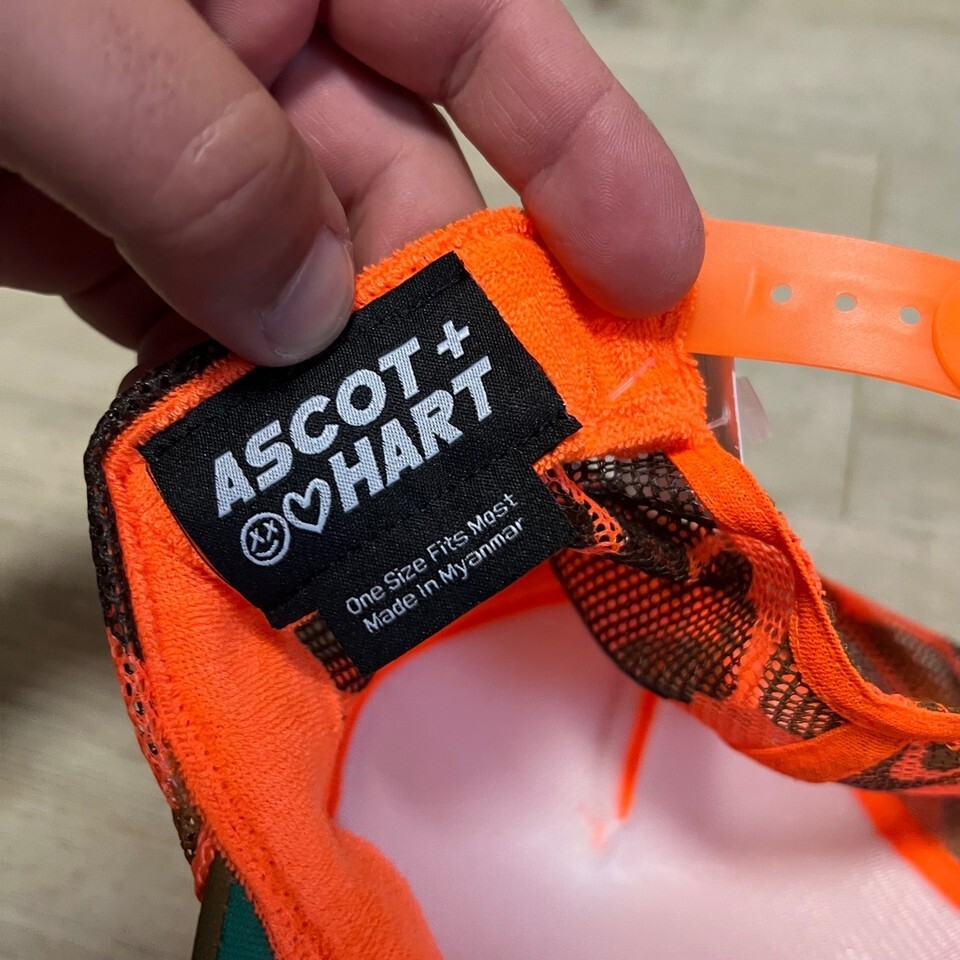 ASCOT +
HART
One Size Fits Most
Made In Myanmar